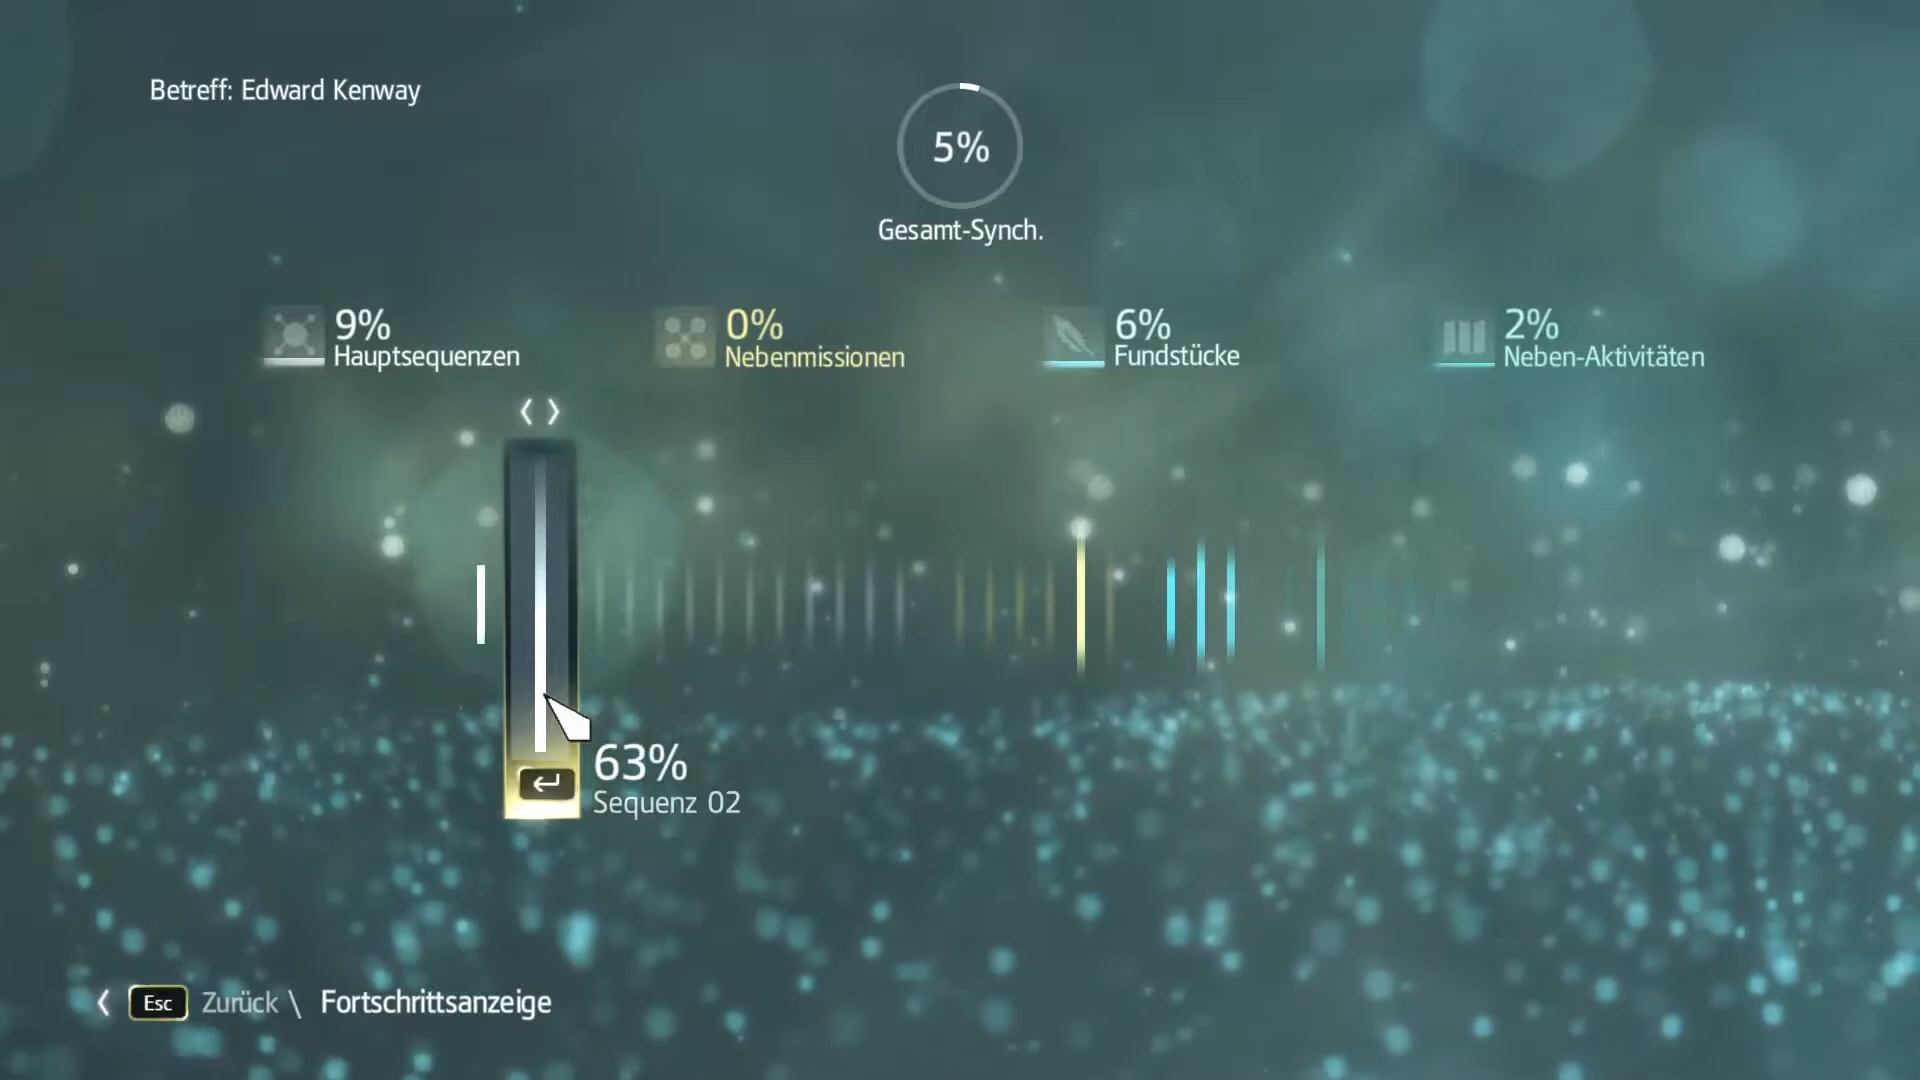 Betreff: Edward Kenway
5%
Gesamt-Synch.
9%
Hauptsequenzen
0%
Nebenmissionen
6%
Fundstücke
2%
Neben-Aktivitäten
63%
Sequenz 02
Esc Zurück \ Fortschrittsanzeige